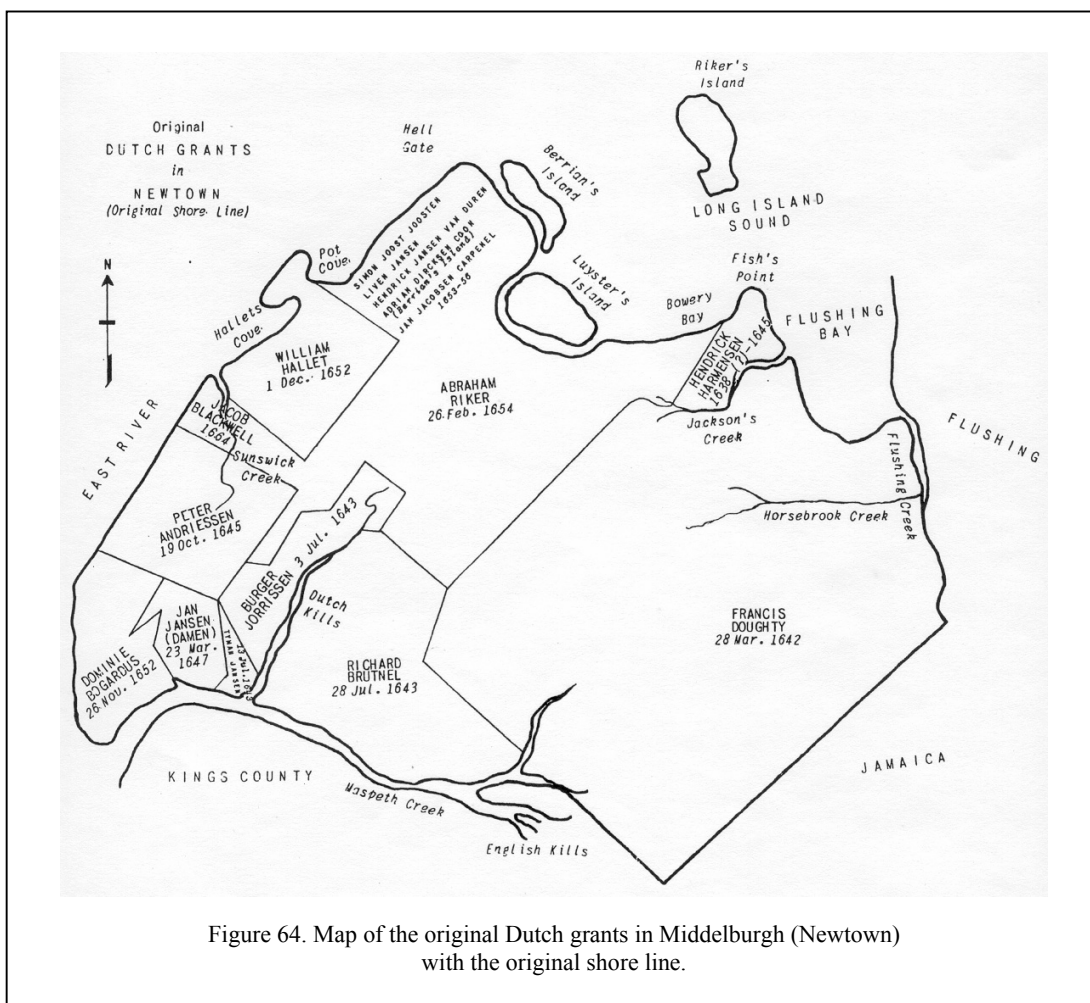 Original
DUTCH GRANTS
in
NEWTOWN
(Original Shore Line)
N
Hell
Gate
Riker's
Island
Berrian's
Island
LONG ISLAND
SOUND
Pot
Cove
SIMON JOOST JOOSTEN
LIVEN JANSEN
HENDRICK JANSEN VAN DUREN
ADRIAN DIRCKSEN COON
(Berrian's Island)
JAN JACOBSEN CARPENEL
1653-56
Luyster's
Island
Fish's
Point
Bowery
Bay
FLUSHING
BAY
Hallets
Cove
WILLIAM
HALLET
1 Dec. 1652
HENDRICK
HARMENSEN
1638 (?)-1645
ABRAHAM
RIKER
26 Feb. 1654
JACOB
BLACKWELL
1664
Jackson's
Creek
FLUSHING
EAST RIVER
Sunswick
Creek
Flushing
Creek
PETER
ANDRIESSEN
19 Oct. 1645
Horsebrook Creek
BURGER
JORRISSEN 3 Jul. 1643
Dutch
Kills
JAN
JANSEN
(DAMEN)
23 Mar.
1647
TYMAN JANSEN
FRANCIS
DOUGHTY
28 Mar. 1642
DOMINIE
BOGARDUS
26 Nov. 1652
RICHARD
BRUTNEL
28 Jul. 1643
KINGS COUNTY
JAMAICA
Maspeth Creek
English Kills
Figure 64. Map of the original Dutch grants in Middelburgh (Newtown)
with the original shore line.